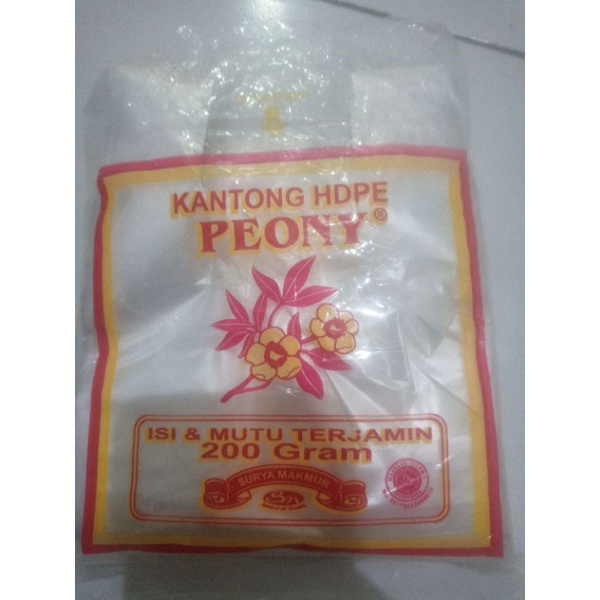 KANTONG HDPE
PEONY®
ISI & MUTU TERJAMIN
200 Gram
SURYA MAKMUR